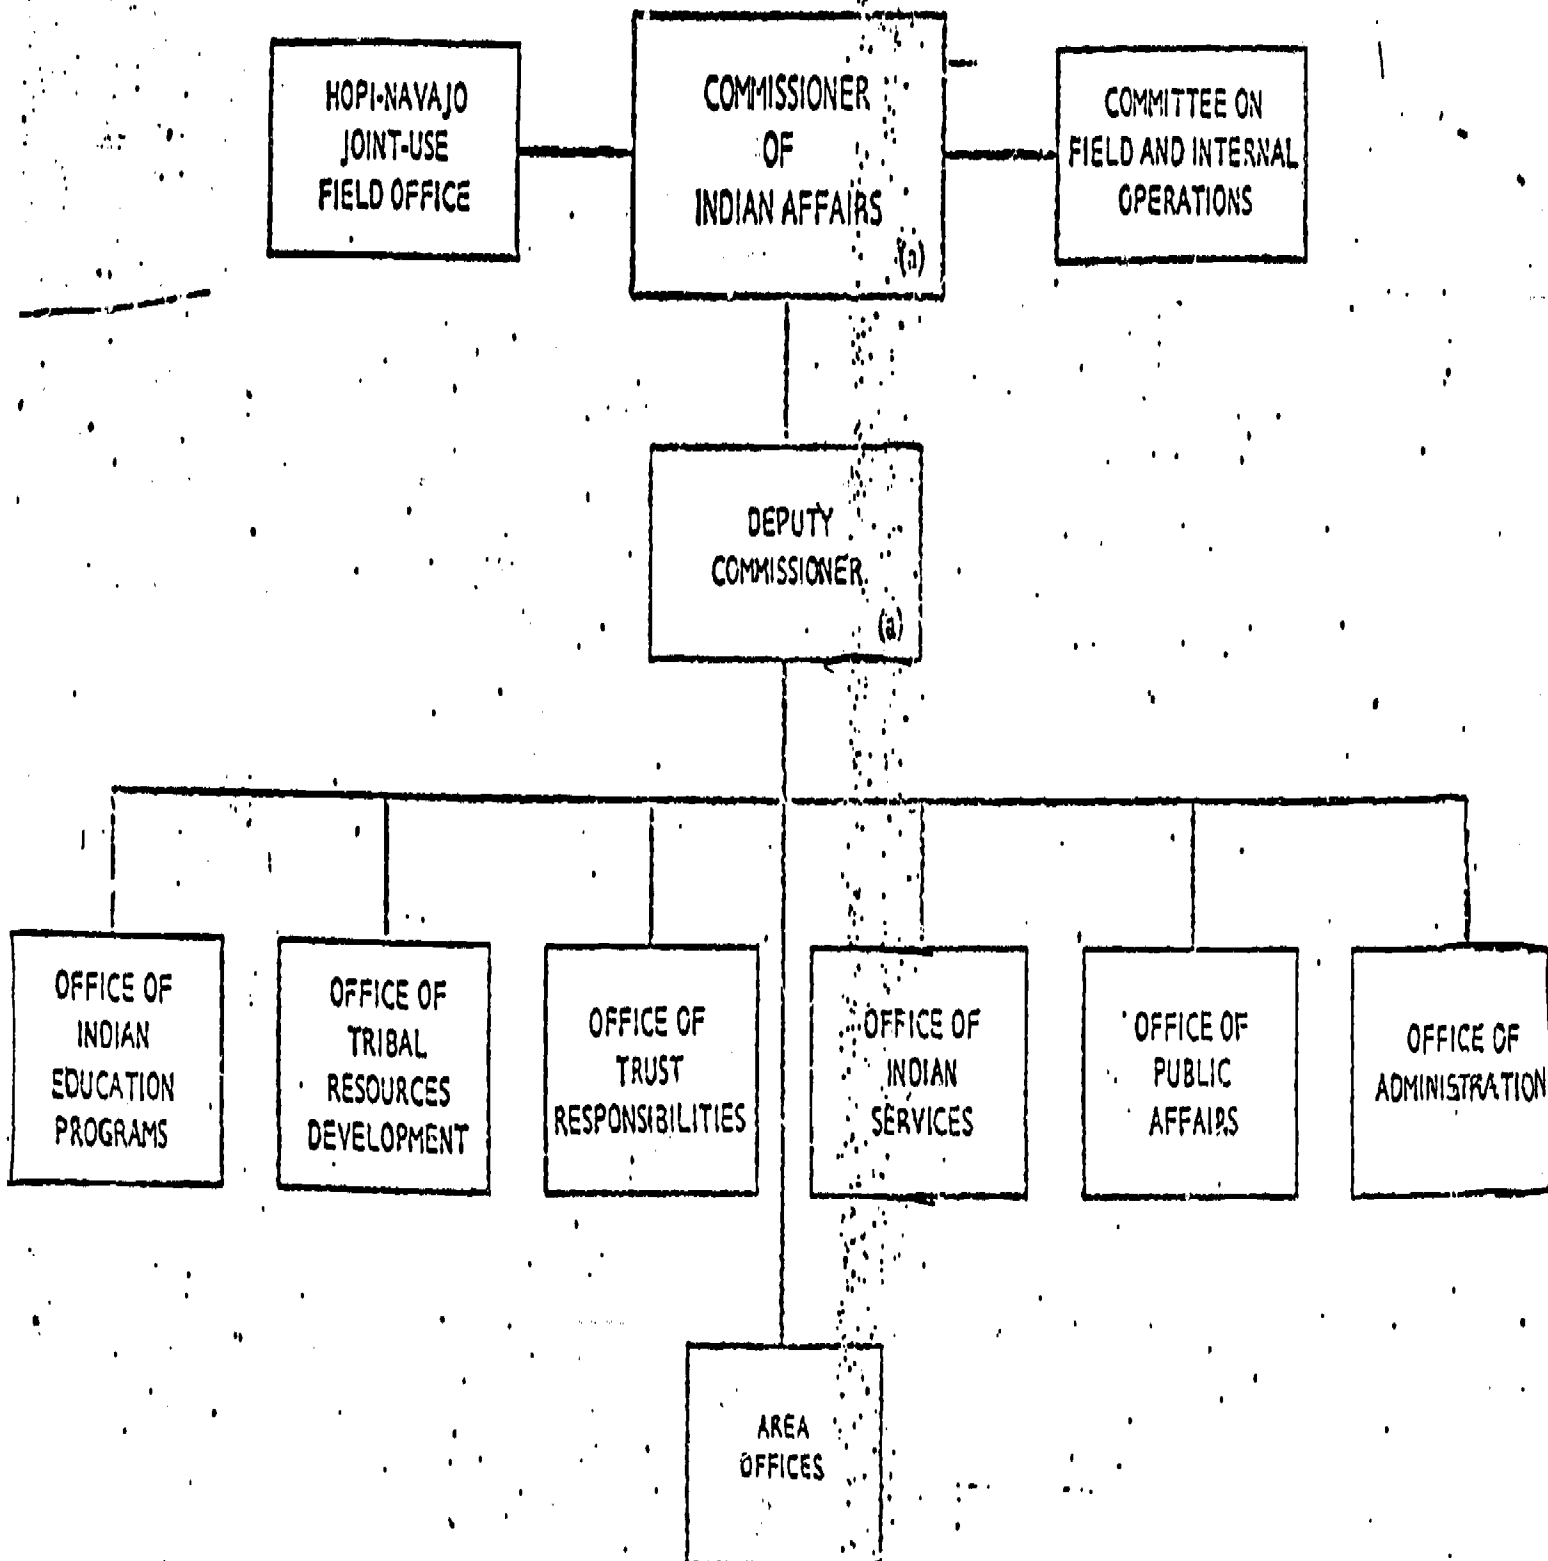 HOPI-NAVAJO
JOINT-USE
FIELD OFFICE
COMMISSIONER
OF
INDIAN AFFAIRS
(a)
COMMITTEE ON
FIELD AND INTERNAL
OPERATIONS
DEPUTY
COMMISSIONER
(a)
OFFICE OF
INDIAN
EDUCATION
PROGRAMS
OFFICE OF
TRIBAL
RESOURCES
DEVELOPMENT
OFFICE OF
TRUST
RESPONSIBILITIES
OFFICE OF
INDIAN
SERVICES
OFFICE OF
PUBLIC
AFFAIRS
OFFICE OF
ADMINISTRATION
AREA
OFFICES